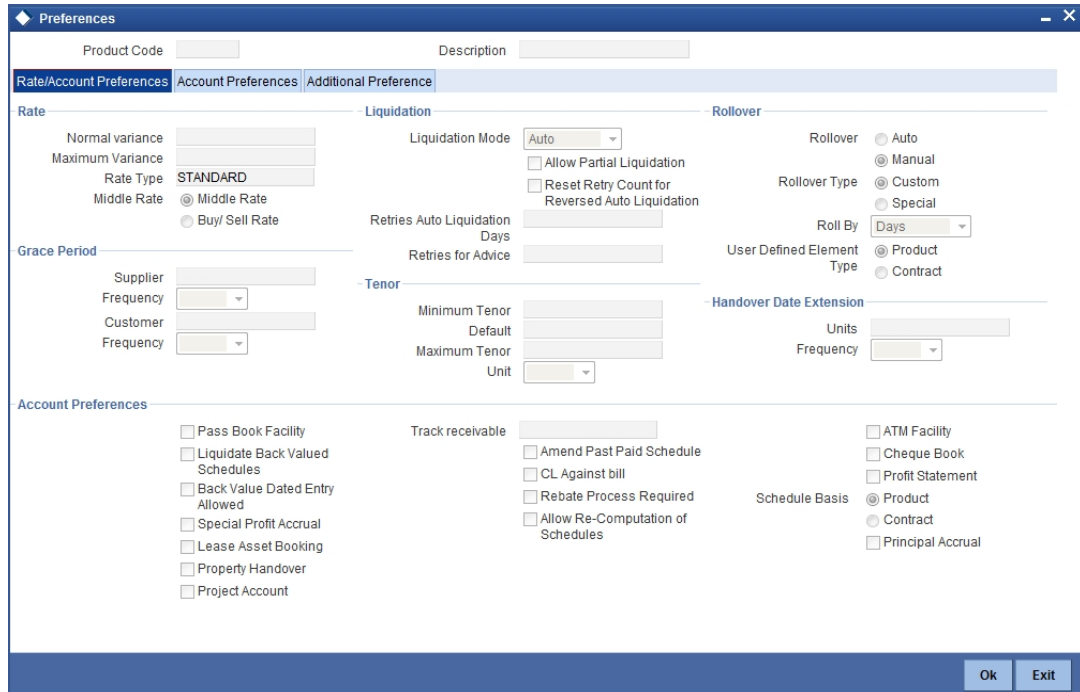 Preferences
Product Code
Description
Rate/Account Preferences
Account Preferences
Additional Preference
Rate
Normal variance
Maximum Variance
Rate Type STANDARD
Middle Rate
Middle Rate
Buy/ Sell Rate
Grace Period
Supplier
Frequency
Customer
Frequency
Liquidation
Liquidation Mode Auto
Allow Partial Liquidation
Reset Retry Count for
Reversed Auto Liquidation
Retries Auto Liquidation
Days
Retries for Advice
Tenor
Minimum Tenor
Default
Maximum Tenor
Unit
Rollover
Rollover
Auto
Manual
Rollover Type
Custom
Special
Roll By Days
User Defined Element
Type
Product
Contract
Handover Date Extension
Units
Frequency
Account Preferences
Pass Book Facility
Liquidate Back Valued
Schedules
Back Value Dated Entry
Allowed
Special Profit Accrual
Lease Asset Booking
Property Handover
Project Account
Track receivable
Amend Past Paid Schedule
CL Against bill
Rebate Process Required
Allow Re-Computation of
Schedules
ATM Facility
Cheque Book
Profit Statement
Schedule Basis
Product
Contract
Principal Accrual
Ok
Exit